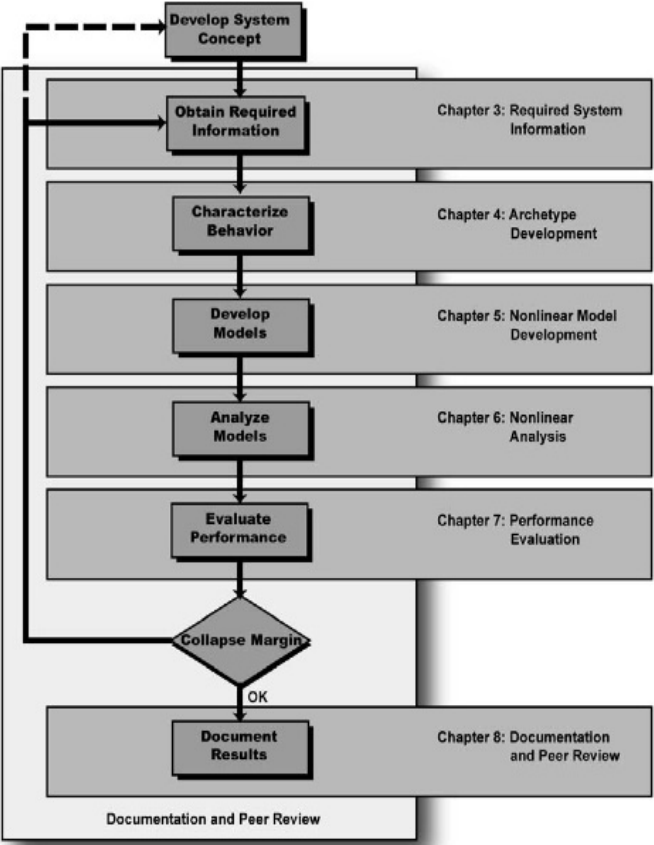 Develop System
Concept
Obtain Required
Information
Chapter 3: Required System
Information
Characterize
Behavior
Chapter 4: Archetype
Development
Develop
Models
Chapter 5: Nonlinear Model
Development
Analyze
Models
Chapter 6: Nonlinear
Analysis
Evaluate
Performance
Chapter 7: Performance
Evaluation
Collapse Margin
OK
Document
Results
Chapter 8: Documentation
and Peer Review
Documentation and Peer Review